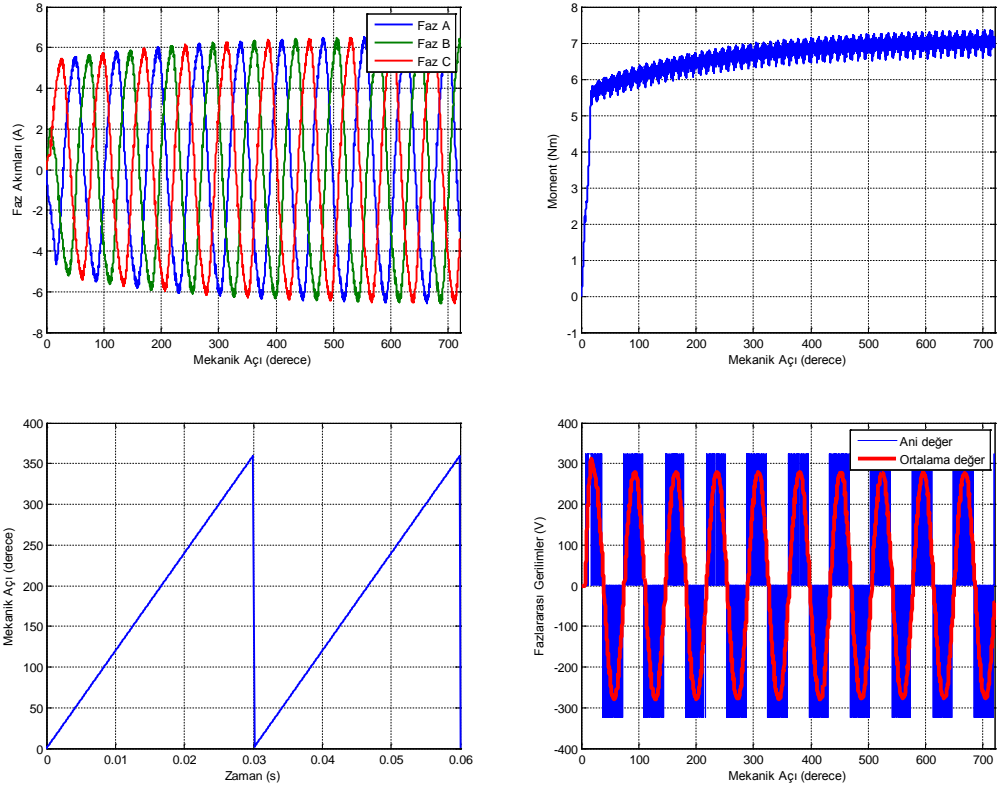 8
6
4
2
0
-2
-4
-6
-8
Faz Akımları (A)
Faz A
Faz B
Faz C
0 100 200 300 400 500 600 700
Mekanik Açı (derece)
8
7
6
5
4
3
2
1
0
-1
Moment (Nm)
0 100 200 300 400 500 600 700
Mekanik Açı (derece)
400
350
300
250
200
150
100
50
0
Mekanik Açı (derece)
0 0.01 0.02 0.03 0.04 0.05 0.06
Zaman (s)
400
300
200
100
0
-100
-200
-300
-400
Fazlararası Gerilimler (V)
Ani değer
Ortalama değer
0 100 200 300 400 500 600 700
Mekanik Açı (derece)